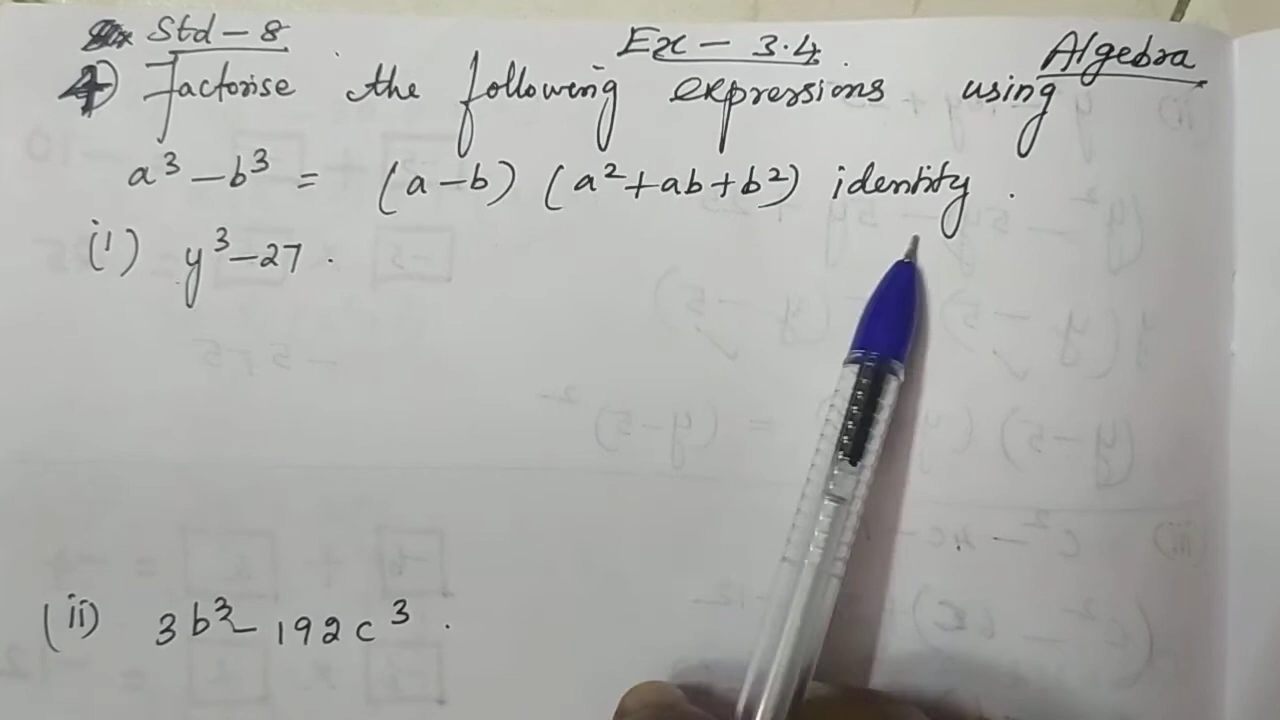 Std - 8 Ex - 3.4 Algebra
4) Factorise the following expressions using
a³ - b³ = (a - b) (a² + ab + b²) identity.
(i) y³ - 27.
(ii) 3b³ - 192c³.